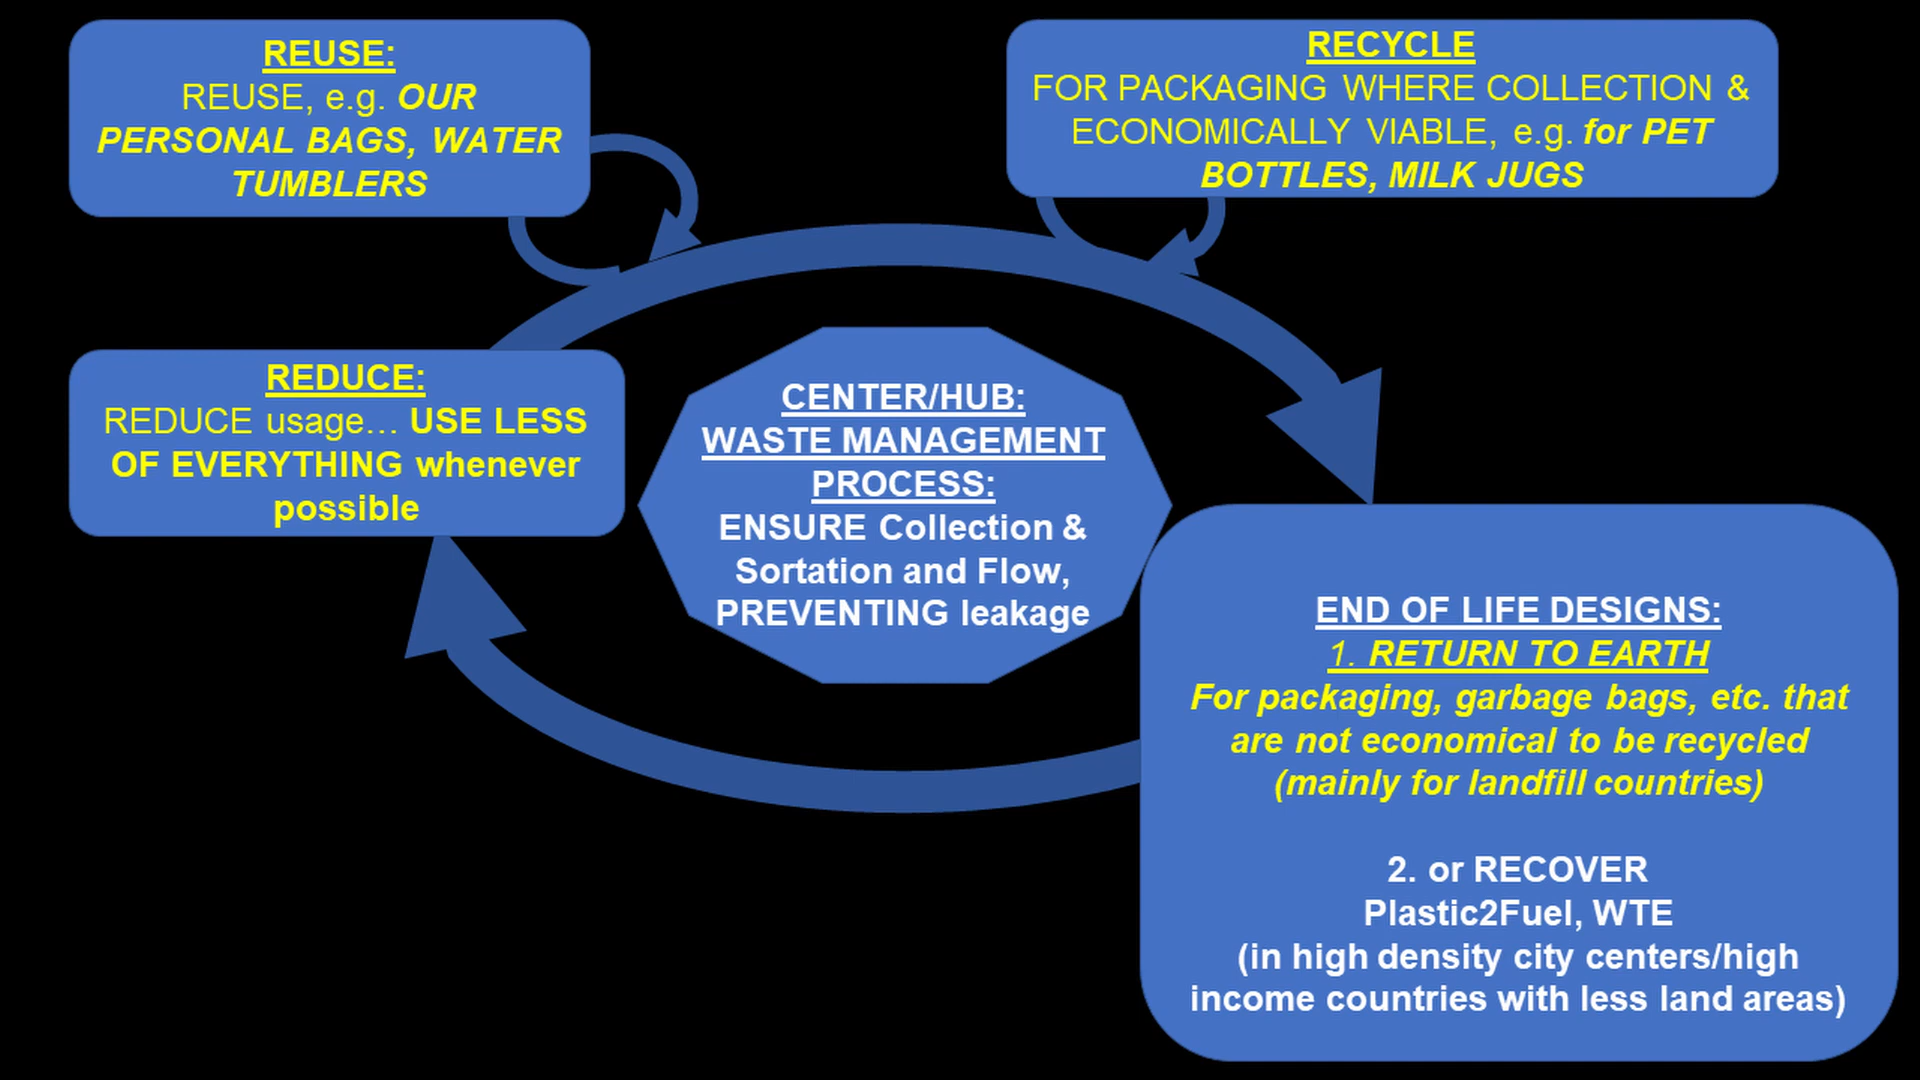 REUSE:
REUSE, e.g. OUR
PERSONAL BAGS, WATER
TUMBLERS
RECYCLE
FOR PACKAGING WHERE COLLECTION &
ECONOMICALLY VIABLE, e.g. for PET
BOTTLES, MILK JUGS
REDUCE:
REDUCE usage... USE LESS
OF EVERYTHING whenever
possible
CENTER/HUB:
WASTE MANAGEMENT
PROCESS:
ENSURE Collection &
Sortation and Flow,
PREVENTING leakage
END OF LIFE DESIGNS:
1. RETURN TO EARTH
For packaging, garbage bags, etc. that
are not economical to be recycled
(mainly for landfill countries)
2. or RECOVER
Plastic2Fuel, WTE
(in high density city centers/high
income countries with less land areas)